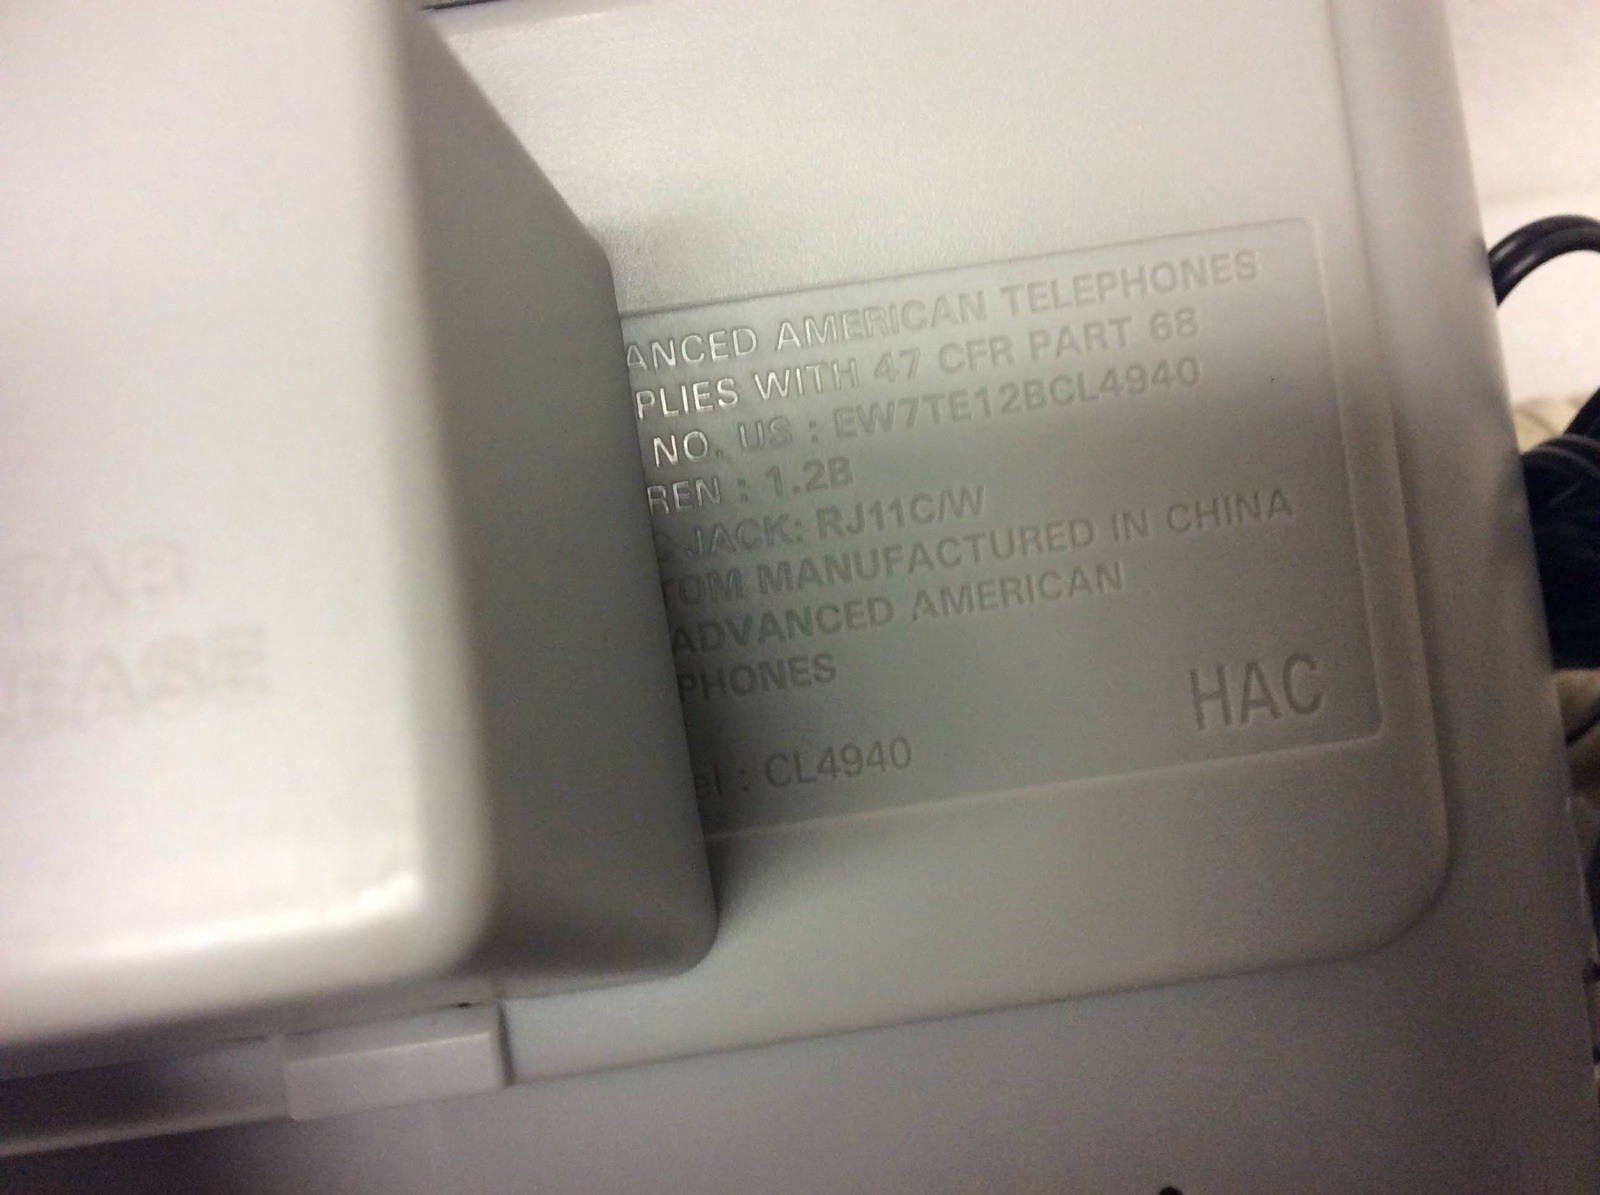 TAB
EASE
ANCED AMERICAN TELEPHONES
PLIES WITH 47 CFR PART 68
NO. US : EW7TE12BCL4940
REN : 1.2B
C JACK: RJ11C/W
TOM MANUFACTURED IN CHINA
ADVANCED AMERICAN
PHONES
HAC
el : CL4940